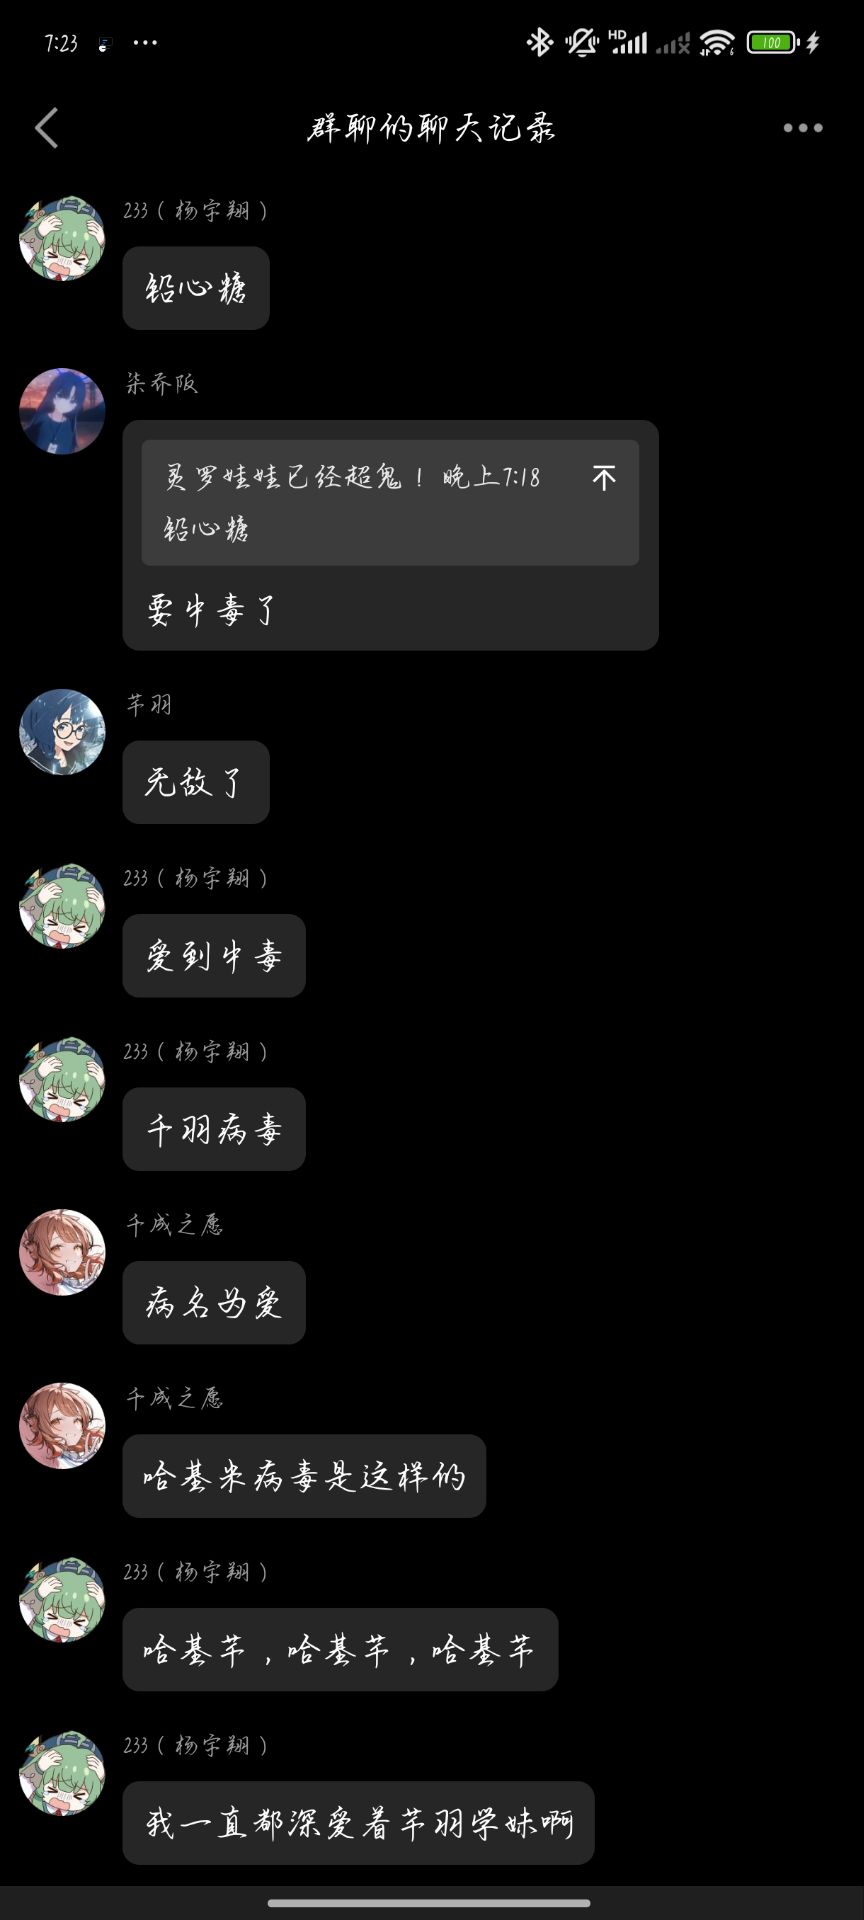 7:23
HD
6
100
群聊的聊天记录
233（杨宇翔）
铅心糖
柒乔阪
灵罗娃娃已经超鬼！ 晚上7:18
铅心糖
要中毒了
芊羽
无敌了
233（杨宇翔）
爱到中毒
233（杨宇翔）
千羽病毒
千成之愿
病名为爱
千成之愿
哈基米病毒是这样的
233（杨宇翔）
哈基芊，哈基芊，哈基芊
233（杨宇翔）
我一直都深爱着芊羽学妹啊